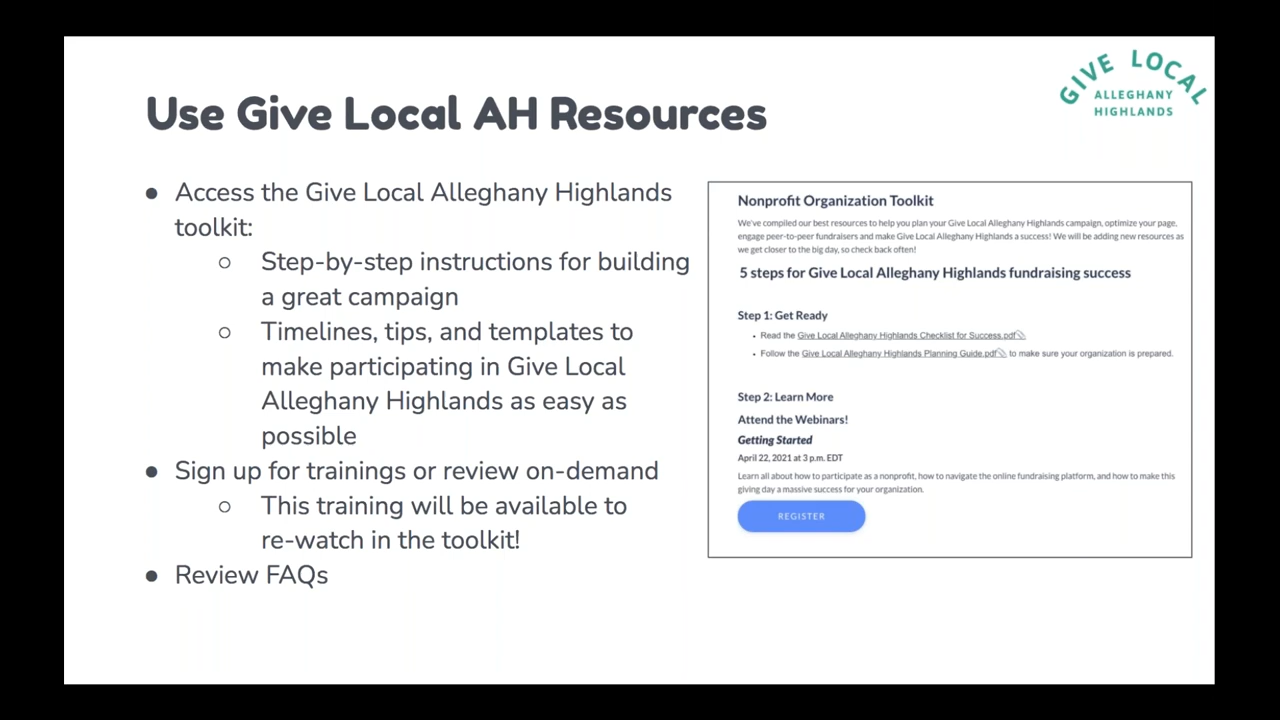 GIVE LOCAL
ALLEGHANY
HIGHLANDS
Use Give Local AH Resources
● Access the Give Local Alleghany Highlands
toolkit:
○ Step-by-step instructions for building
a great campaign
○ Timelines, tips, and templates to
make participating in Give Local
Alleghany Highlands as easy as
possible
● Sign up for trainings or review on-demand
○ This training will be available to
re-watch in the toolkit!
● Review FAQs
Nonprofit Organization Toolkit
We've compiled our best resources to help you plan your Give Local Alleghany Highlands campaign, optimize your page,
engage peer-to-peer fundraisers and make Give Local Alleghany Highlands a success! We will be adding new resources as
we get closer to the big day, so check back often!
5 steps for Give Local Alleghany Highlands fundraising success
Step 1: Get Ready
• Read the Give Local Alleghany Highlands Checklist for Success.pdf
• Follow the Give Local Alleghany Highlands Planning Guide.pdf to make sure your organization is prepared.
Step 2: Learn More
Attend the Webinars!
Getting Started
April 22, 2021 at 3 p.m. EDT
Learn all about how to participate as a nonprofit, how to navigate the online fundraising platform, and how to make this
giving day a massive success for your organization.
REGISTER